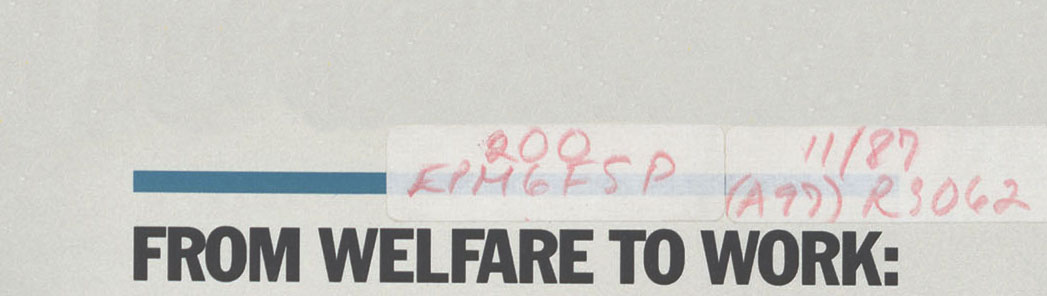 200
EPM6FSP
11/87
(A97) R3062
FROM WELFARE TO WORK: